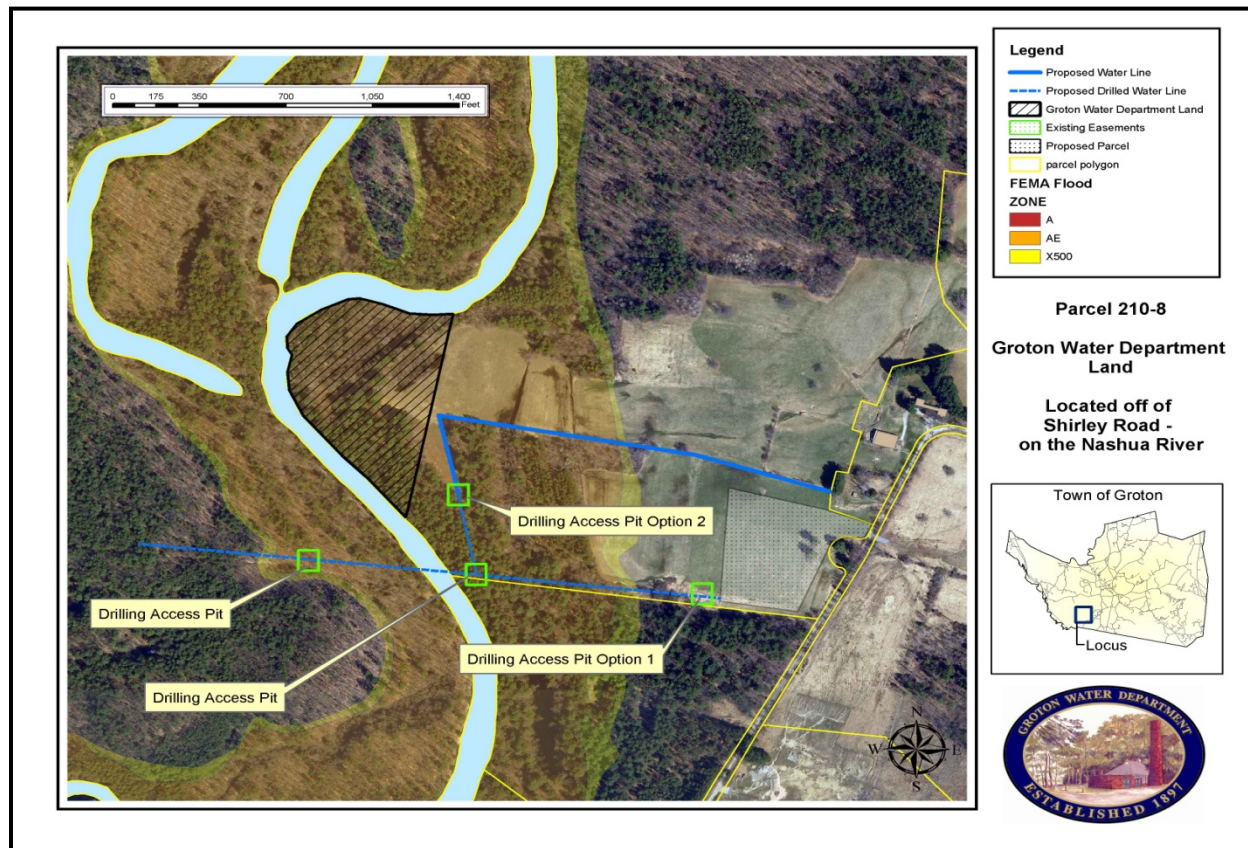 0 175 350 700 1,050 1,400
Feet
Drilling Access Pit Option 2
Drilling Access Pit
Drilling Access Pit Option 1
Drilling Access Pit
N
W E
S
Legend
Proposed Water Line
Proposed Drilled Water Line
Groton Water Department Land
Existing Easements
Proposed Parcel
parcel polygon
FEMA Flood
ZONE
A
AE
X500
Parcel 210-8
Groton Water Department
Land
Located off of
Shirley Road -
on the Nashua River
Town of Groton
Locus
GROTON WATER DEPARTMENT
ESTABLISHED 1897